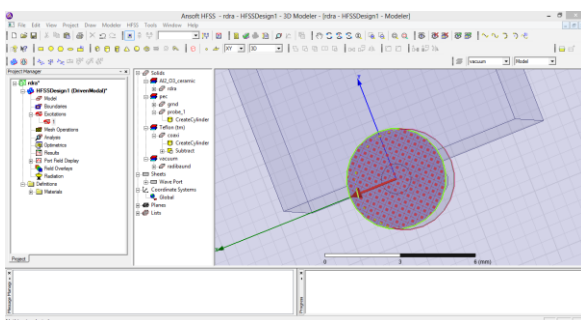 Ansoft HFSS - rdra - HFSSDesign1 - 3D Modeler - [rdra - HFSSDesign1 - Modeler]
File Edit View Project Draw Modeler HFSS Tools Window Help
XY 3D
vacuum Model
Project Manager
rdra*
HFSSDesign1 (DrivenModal)*
Model
Boundaries
Excitations
1
Mesh Operations
Analysis
Optimetrics
Results
Port Field Display
Field Overlays
Radiation
Definitions
Materials
Project
Solids
Al2_O3_ceramic
rdra
pec
grnd
probe_1
CreateCylinder
Teflon (tm)
coaxi
CreateCylinder
Subtract
vacuum
radibound
Sheets
Wave Port
Coordinate Systems
Global
Planes
Lists
0 3 6 (mm)
Message Manager
Progress